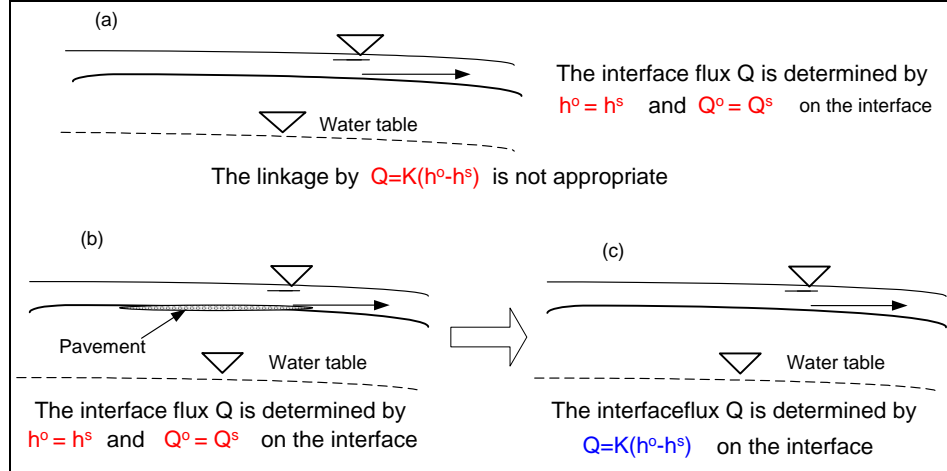 (a)
The interface flux Q is determined by
hᵒ = hˢ and Qᵒ = Qˢ on the interface
Water table
The linkage by Q=K(hᵒ-hˢ) is not appropriate
(b)
Pavement
Water table
The interface flux Q is determined by
hᵒ = hˢ and Qᵒ = Qˢ on the interface
(c)
Water table
The interfaceflux Q is determined by
Q=K(hᵒ-hˢ) on the interface